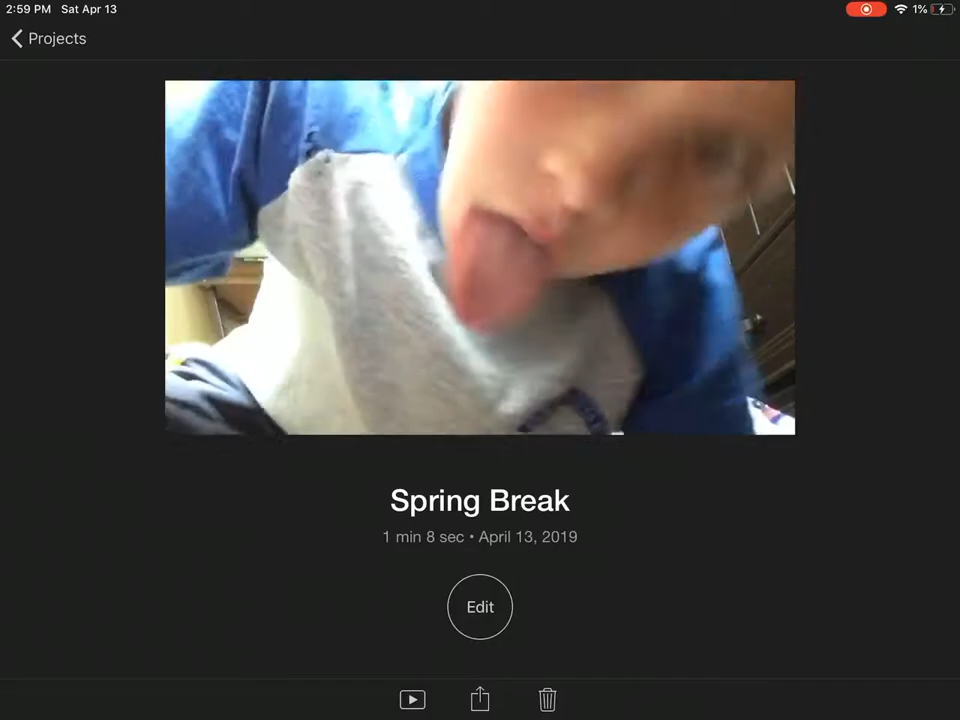 2:59 PM Sat Apr 13 1%
Projects
Spring Break
1 min 8 sec • April 13, 2019
Edit